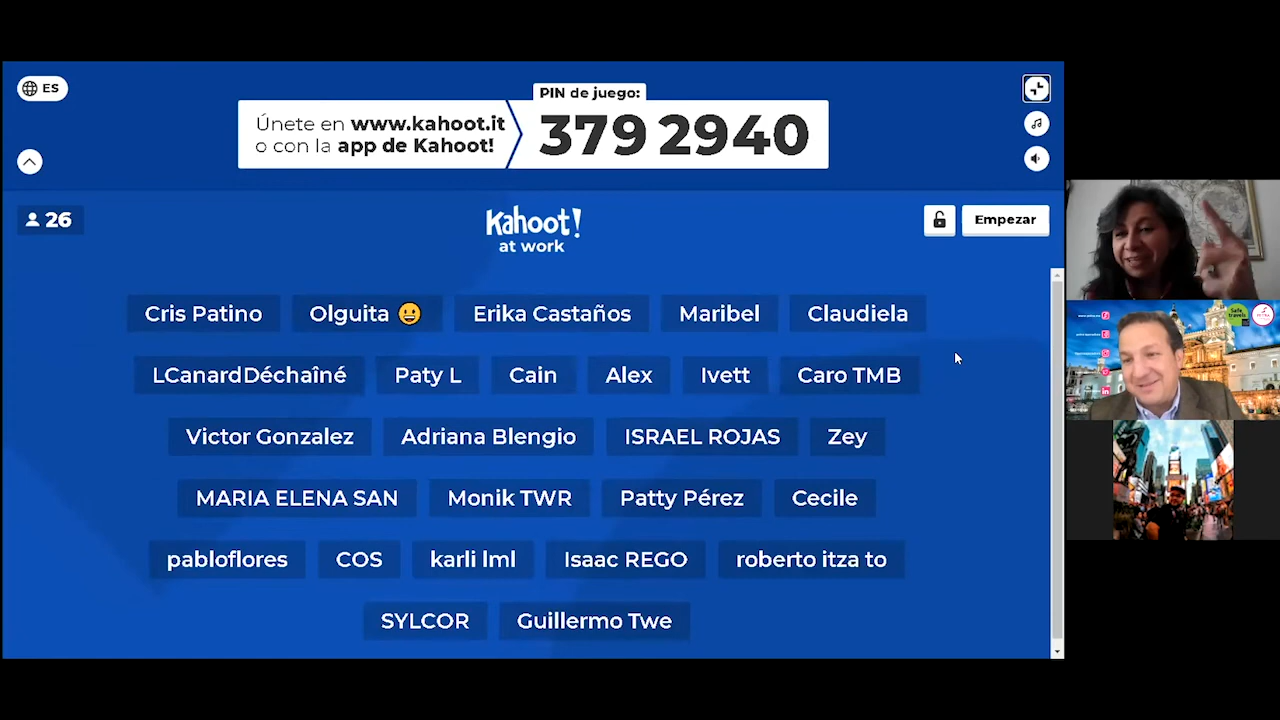 ES
PIN de juego:
Únete en www.kahoot.it
o con la app de Kahoot!
379 2940
26
Kahoot!
at work
Empezar
Cris Patino Olguita 😀 Erika Castaños Maribel Claudiela
LCanardDéchaîné Paty L Cain Alex Ivett Caro TMB
Victor Gonzalez Adriana Blengio ISRAEL ROJAS Zey
MARIA ELENA SAN Monik TWR Patty Pérez Cecile
pabloflores COS karli lml Isaac REGO roberto itza to
SYLCOR Guillermo Twe
Safe
travels